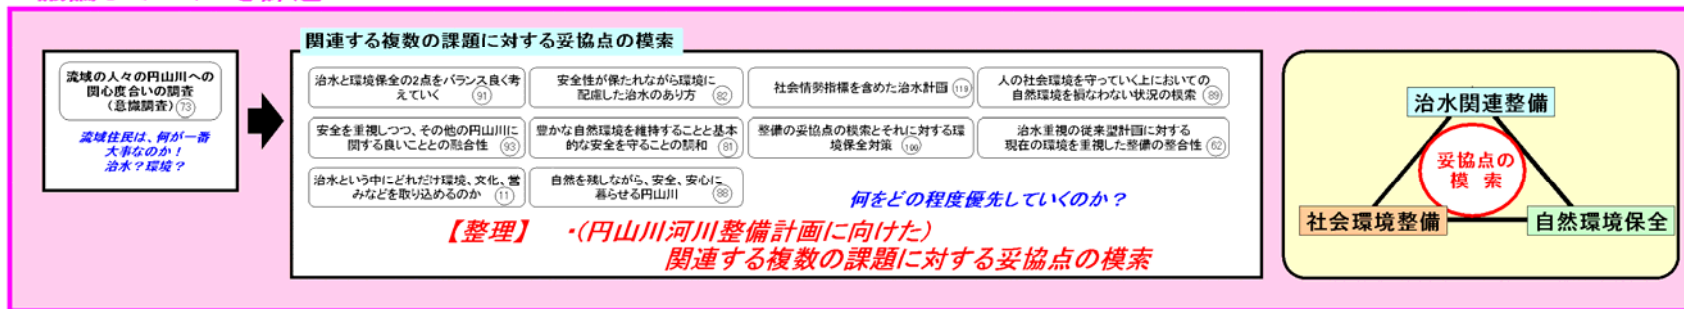 流域の人々の円山川への
関心度合いの調査
(意識調査) 73
流域住民は、何が一番
大事なのか!
治水?環境?
関連する複数の課題に対する妥協点の模索
治水と環境保全の2点をバランス良く考
えていく 91
安全性が保たれながら環境に
配慮した治水のあり方 82
社会情勢指標を含めた治水計画 119
人の社会環境を守っていく上においての
自然環境を損なわない状況の模索 89
安全を重視しつつ、その他の円山川に
関する良いこととの融合性 93
豊かな自然環境を維持することと基本
的な安全を守ることの調和 81
整備の妥協点の模索とそれに対する環
境保全対策 100
治水重視の従来型計画に対する
現在の環境を重視した整備の整合性 62
治水という中にどれだけ環境、文化、営
みなどを取り込めるのか 11
自然を残しながら、安全、安心に
暮らせる円山川 88
何をどの程度優先していくのか?
【整理】 ・(円山川河川整備計画に向けた)
関連する複数の課題に対する妥協点の模索
治水関連整備
妥協点の
模 索
社会環境整備
自然環境保全